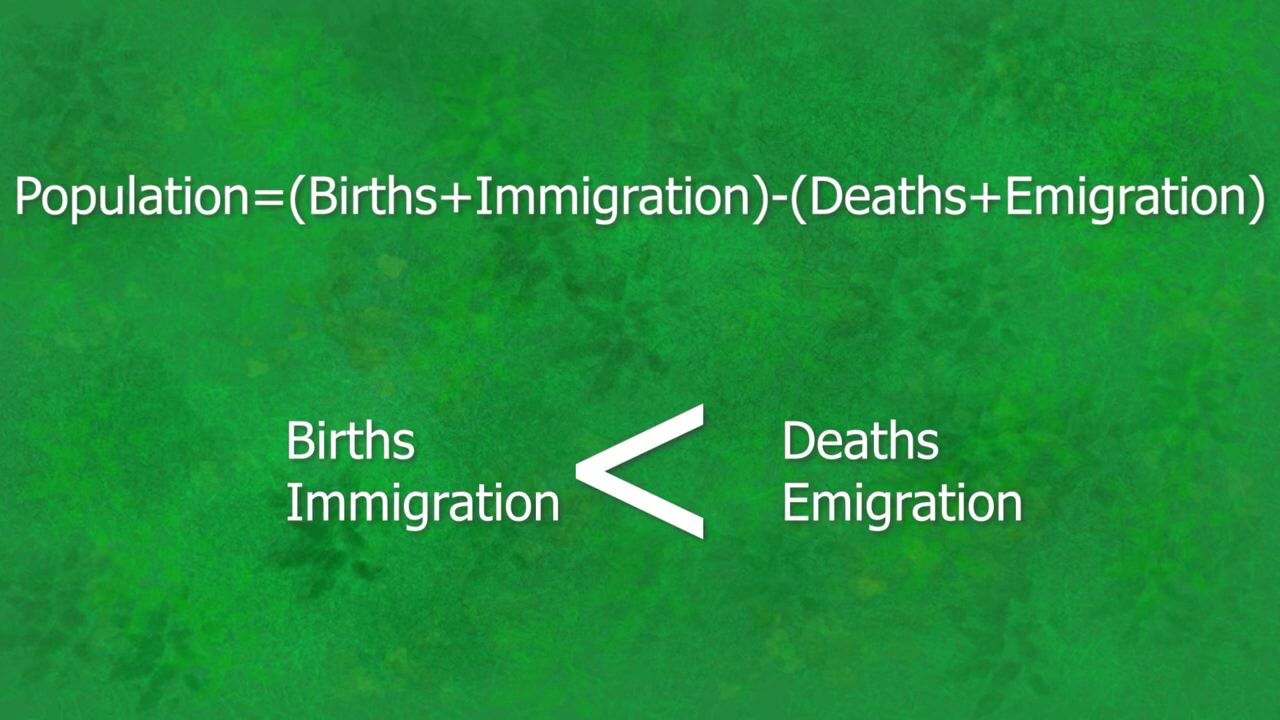 Population=(Births+Immigration)-(Deaths+Emigration)
Births < Deaths
Immigration Emigration